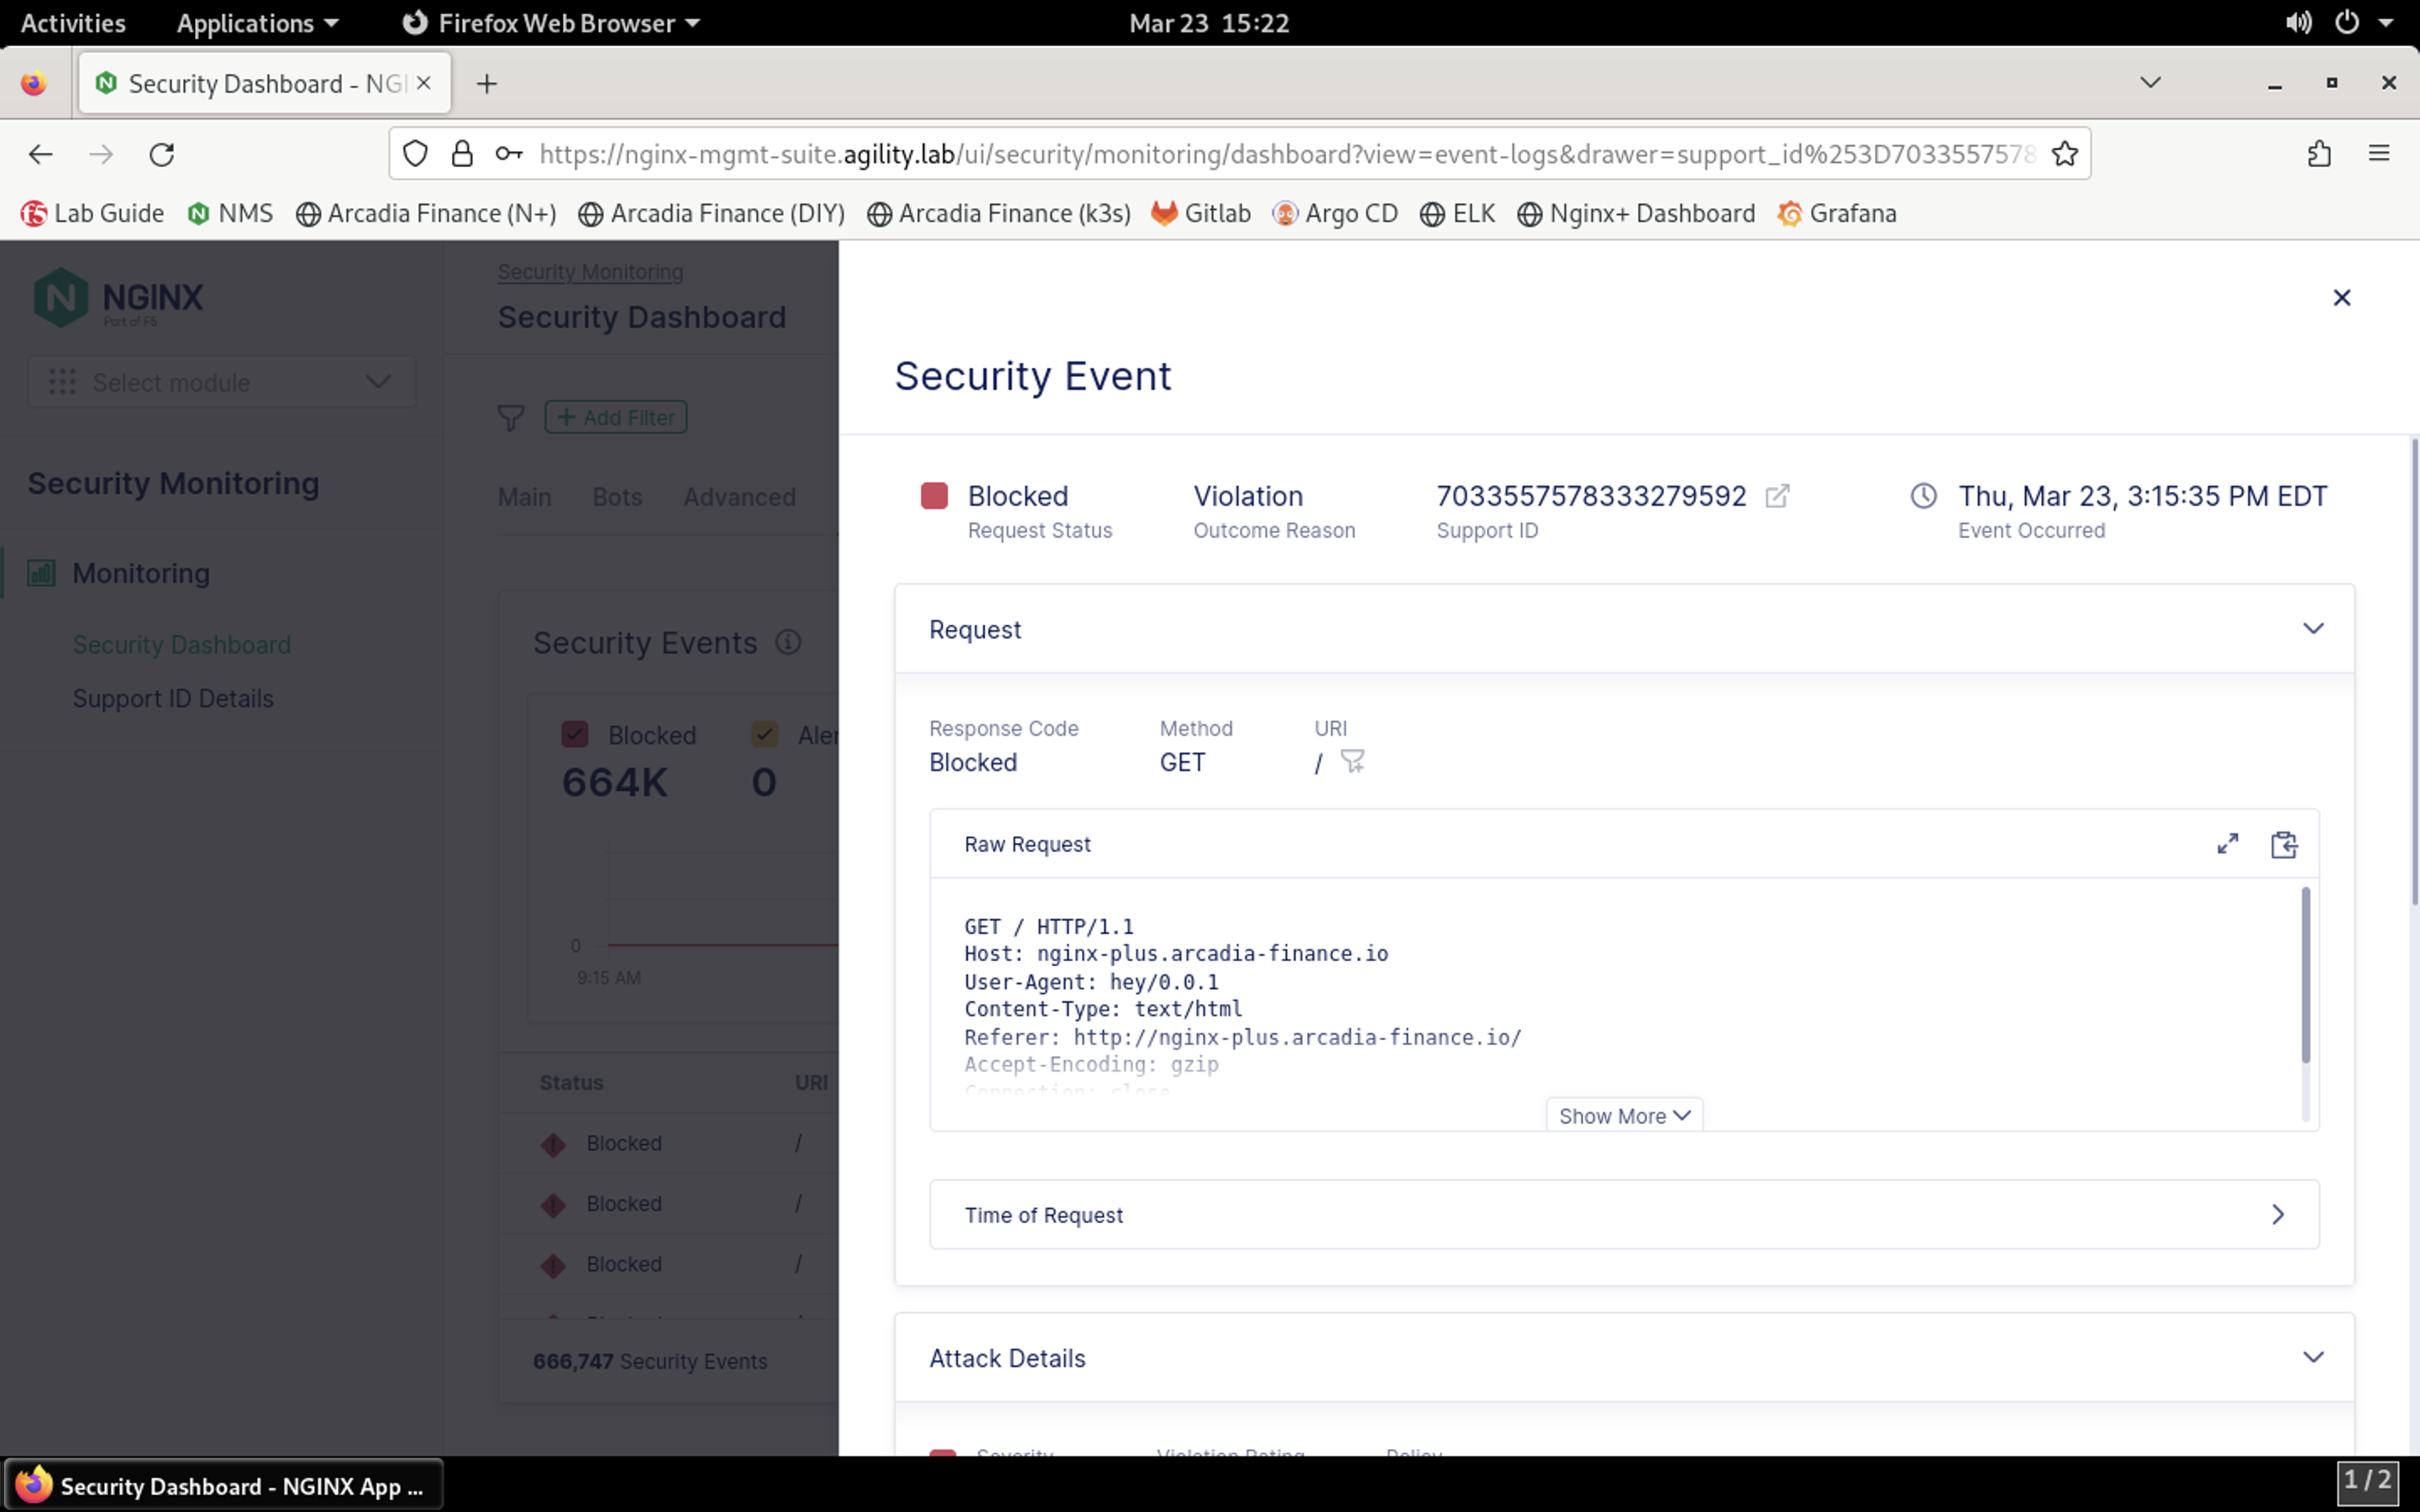 Activities Applications Firefox Web Browser Mar 23 15:22
Security Dashboard - NGI
https://nginx-mgmt-suite.agility.lab/ui/security/monitoring/dashboard?view=event-logs&drawer=support_id%253D7033557578
Lab Guide NMS Arcadia Finance (N+) Arcadia Finance (DIY) Arcadia Finance (k3s) Gitlab Argo CD ELK Nginx+ Dashboard Grafana
NGINX
Part of F5
Select module
Security Monitoring
Monitoring
Security Dashboard
Support ID Details
Security Monitoring
Security Dashboard
+ Add Filter
Main Bots Advanced
Security Events
Blocked
664K
0
0
9:15 AM
Status URI
Blocked /
Blocked /
Blocked /
666,747 Security Events
Security Event
Blocked Violation 7033557578333279592 Thu, Mar 23, 3:15:35 PM EDT
Request Status Outcome Reason Support ID Event Occurred
Request
Response Code Method URI
Blocked GET /
Raw Request
GET / HTTP/1.1
Host: nginx-plus.arcadia-finance.io
User-Agent: hey/0.0.1
Content-Type: text/html
Referer: http://nginx-plus.arcadia-finance.io/
Accept-Encoding: gzip
Connection: close
Show More
Time of Request
Attack Details
Severity Violation Rating Policy
Security Dashboard - NGINX App ...
1 / 2